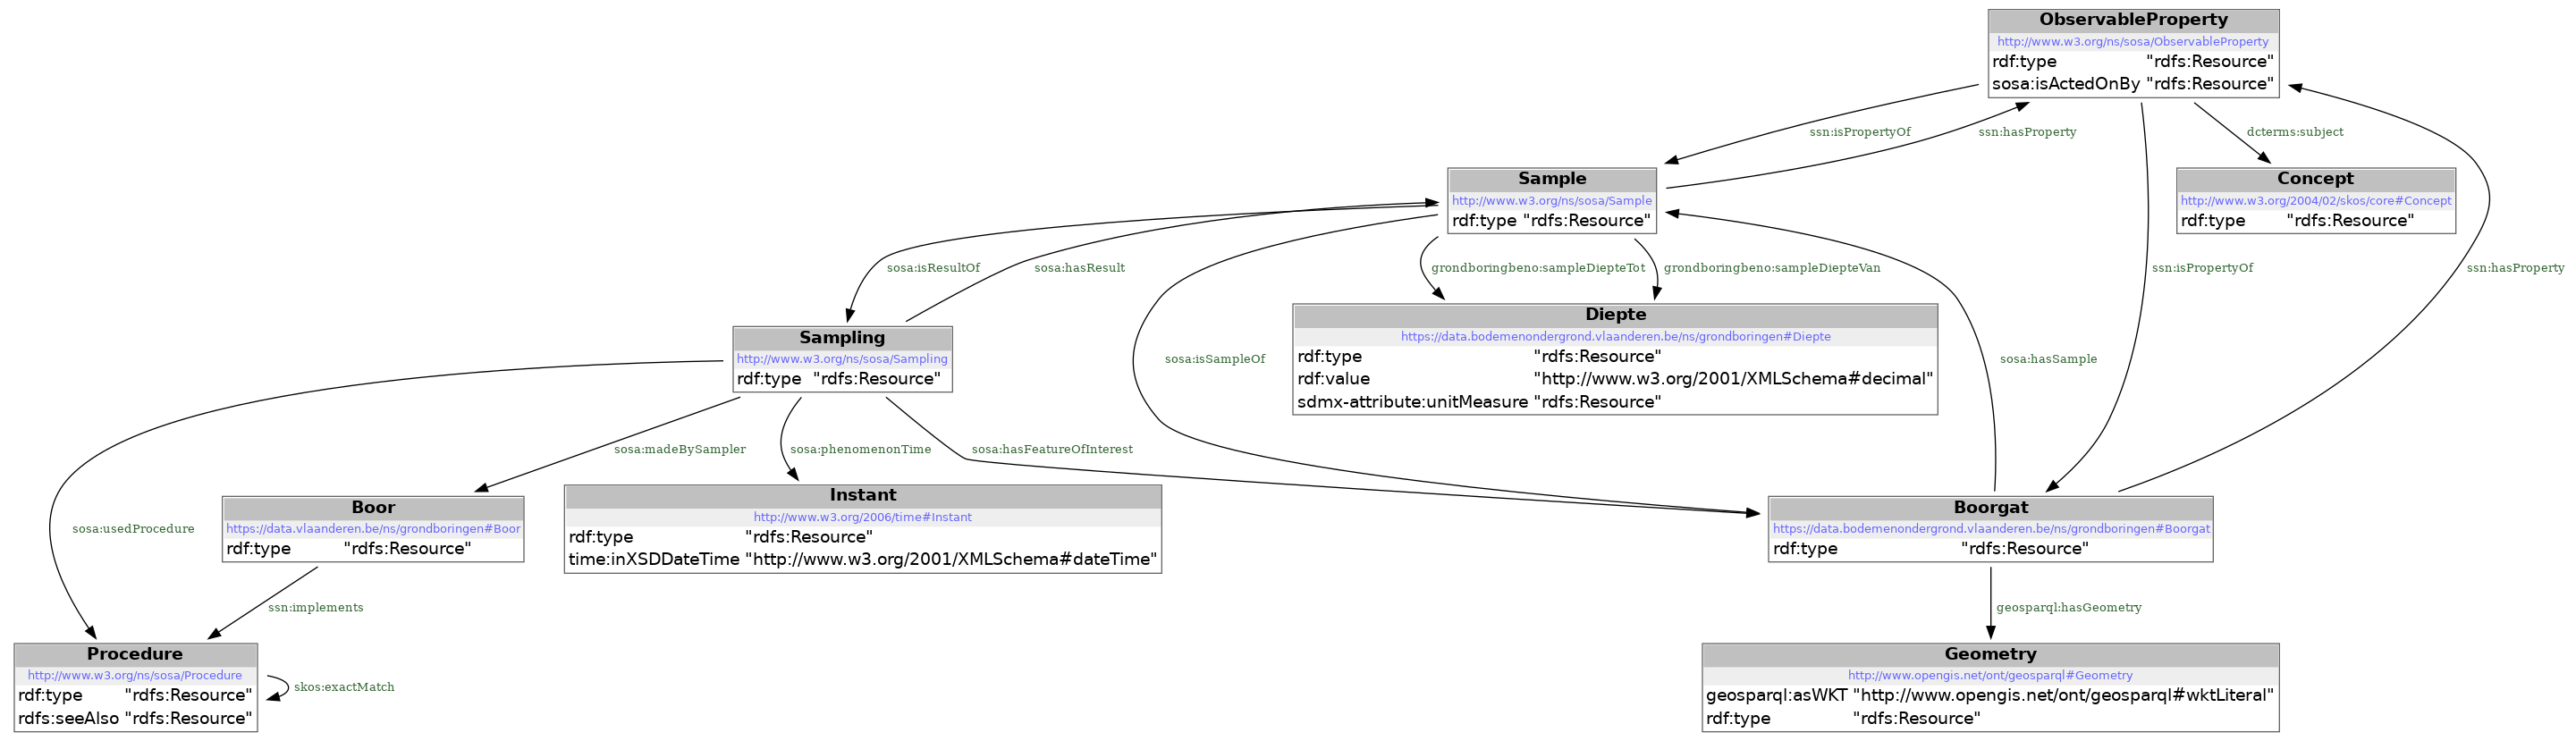 ObservableProperty
http://www.w3.org/ns/sosa/ObservableProperty
rdf:type "rdfs:Resource"
sosa:isActedOnBy "rdfs:Resource"
ssn:isPropertyOf
ssn:hasProperty
dcterms:subject
Sample
http://www.w3.org/ns/sosa/Sample
rdf:type "rdfs:Resource"
Concept
http://www.w3.org/2004/02/skos/core#Concept
rdf:type "rdfs:Resource"
sosa:isResultOf
sosa:hasResult
grondboringbeno:sampleDiepteTot
grondboringbeno:sampleDiepteVan
ssn:isPropertyOf
ssn:hasProperty
Sampling
http://www.w3.org/ns/sosa/Sampling
rdf:type "rdfs:Resource"
sosa:isSampleOf
Diepte
https://data.bodemenondergrond.vlaanderen.be/ns/grondboringen#Diepte
rdf:type "rdfs:Resource"
rdf:value "http://www.w3.org/2001/XMLSchema#decimal"
sdmx-attribute:unitMeasure "rdfs:Resource"
sosa:hasSample
sosa:madeBySampler
sosa:phenomenonTime
sosa:hasFeatureOfInterest
sosa:usedProcedure
Boor
https://data.vlaanderen.be/ns/grondboringen#Boor
rdf:type "rdfs:Resource"
Instant
http://www.w3.org/2006/time#Instant
rdf:type "rdfs:Resource"
time:inXSDDateTime "http://www.w3.org/2001/XMLSchema#dateTime"
Boorgat
https://data.bodemenondergrond.vlaanderen.be/ns/grondboringen#Boorgat
rdf:type "rdfs:Resource"
ssn:implements
geosparql:hasGeometry
Procedure
http://www.w3.org/ns/sosa/Procedure
rdf:type "rdfs:Resource"
rdfs:seeAlso "rdfs:Resource"
skos:exactMatch
Geometry
http://www.opengis.net/ont/geosparql#Geometry
geosparql:asWKT "http://www.opengis.net/ont/geosparql#wktLiteral"
rdf:type "rdfs:Resource"